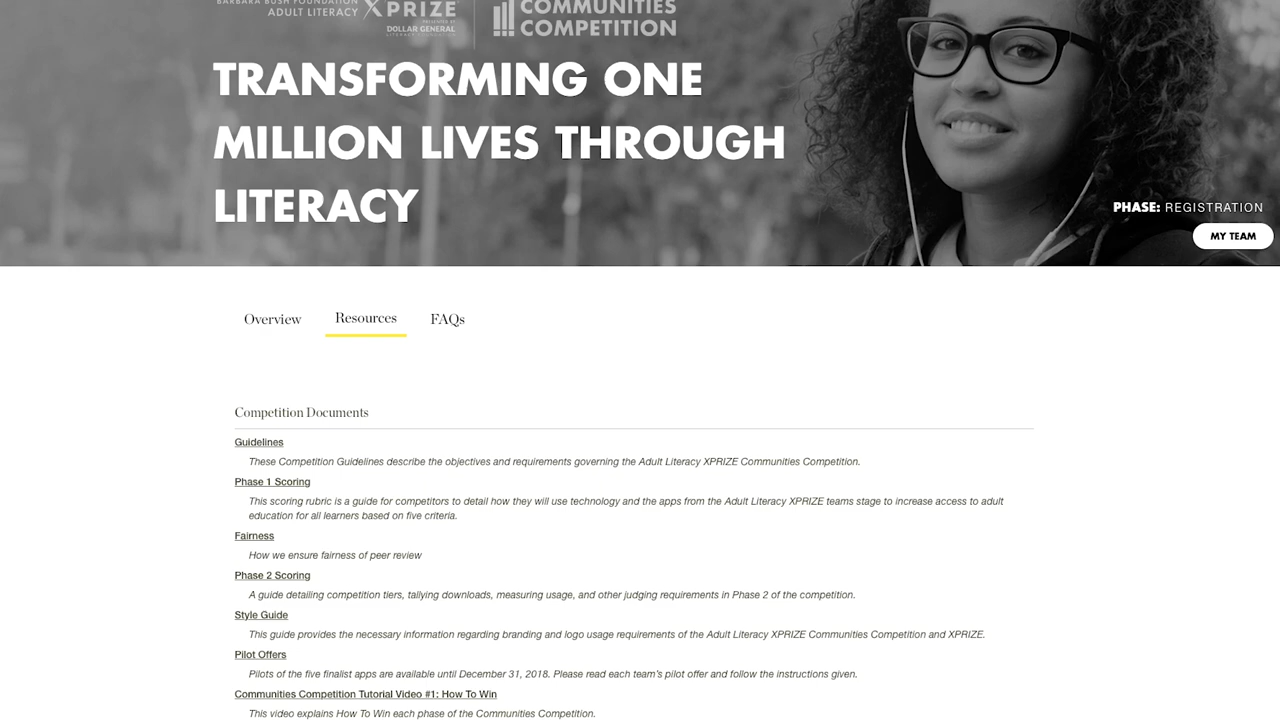 BARBARA BUSH FOUNDATION
ADULT LITERACY XPRIZE
PRESENTED BY
DOLLAR GENERAL
LITERACY FOUNDATION
COMMUNITIES
COMPETITION
TRANSFORMING ONE
MILLION LIVES THROUGH
LITERACY
PHASE: REGISTRATION
MY TEAM
Overview Resources FAQs
Competition Documents
Guidelines
These Competition Guidelines describe the objectives and requirements governing the Adult Literacy XPRIZE Communities Competition.
Phase 1 Scoring
This scoring rubric is a guide for competitors to detail how they will use technology and the apps from the Adult Literacy XPRIZE teams stage to increase access to adult
education for all learners based on five criteria.
Fairness
How we ensure fairness of peer review
Phase 2 Scoring
A guide detailing competition tiers, tallying downloads, measuring usage, and other judging requirements in Phase 2 of the competition.
Style Guide
This guide provides the necessary information regarding branding and logo usage requirements of the Adult Literacy XPRIZE Communities Competition and XPRIZE.
Pilot Offers
Pilots of the five finalist apps are available until December 31, 2018. Please read each team's pilot offer and follow the instructions given.
Communities Competition Tutorial Video #1: How To Win
This video explains How To Win each phase of the Communities Competition.